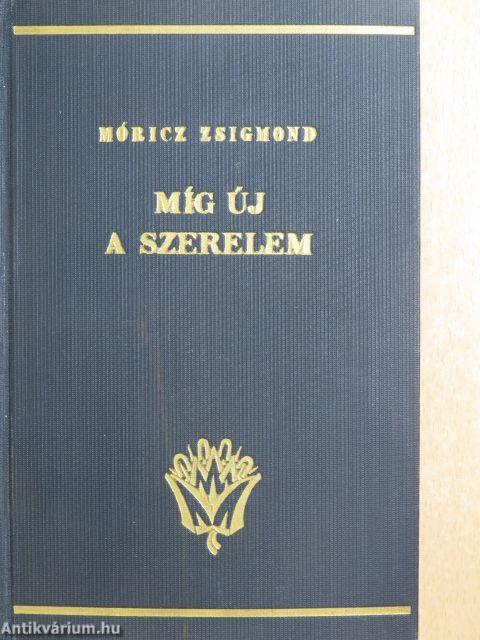 MÓRICZ ZSIGMOND
MÍG ÚJ
A SZERELEM
Antikvárium.hu